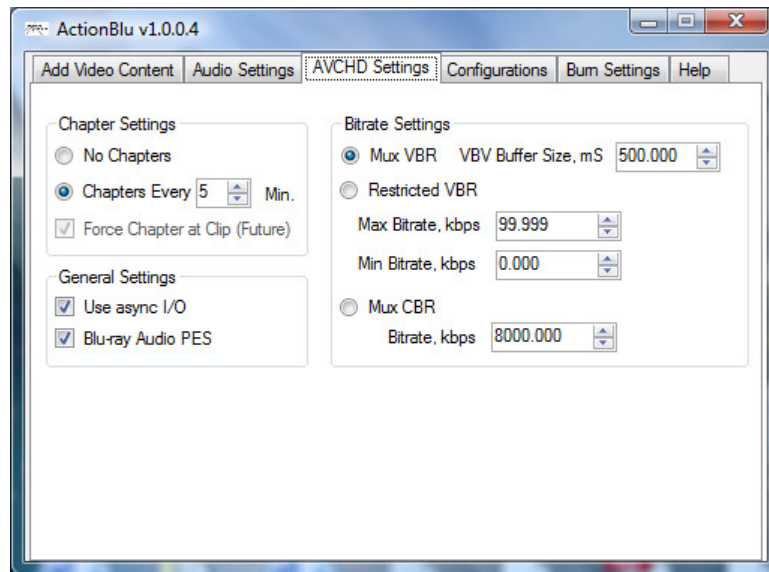 ActionBlu v1.0.0.4
Add Video Content Audio Settings AVCHD Settings Configurations Burn Settings Help
Chapter Settings
No Chapters
Chapters Every 5 Min.
Force Chapter at Clip (Future)
General Settings
Use async I/O
Blu-ray Audio PES
Bitrate Settings
Mux VBR VBV Buffer Size, mS 500.000
Restricted VBR
Max Bitrate, kbps 99.999
Min Bitrate, kbps 0.000
Mux CBR
Bitrate, kbps 8000.000